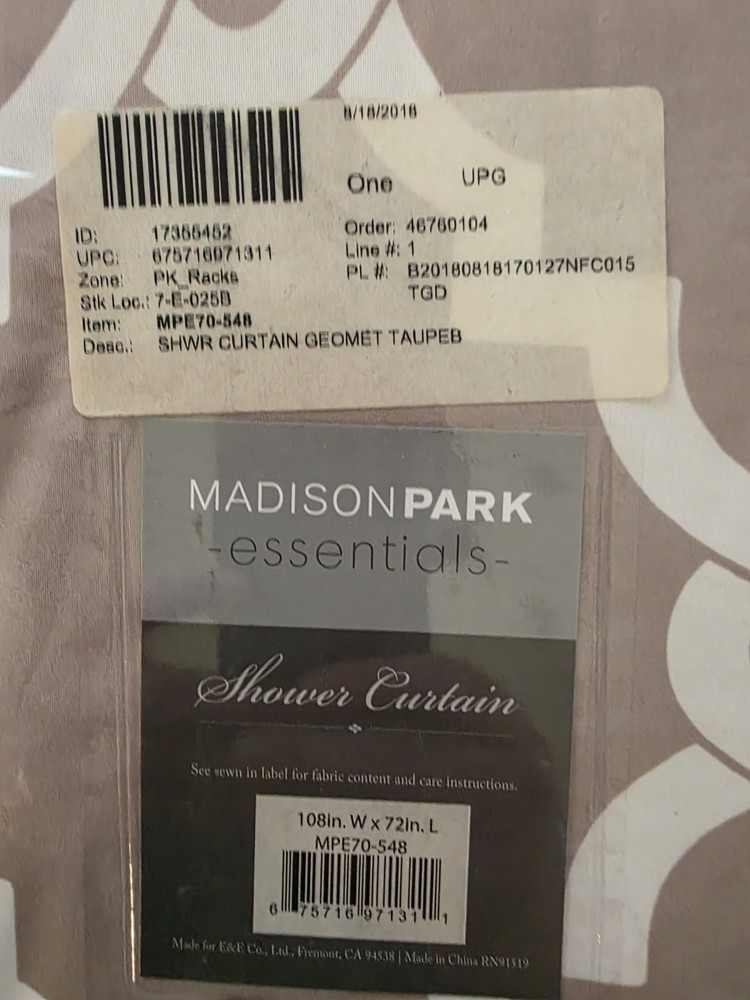 8/18/2018
One UPG
ID: 17365452
UPC: 675716971311
Zone: PK_Racks
Stk Loc.: 7-E-025B
Item: MPE70-548
Desc.: SHWR CURTAIN GEOMET TAUPEB
Order: 46760104
Line #: 1
PL #: B20180818170127NFC015
TGD
MADISONPARK
-essentials-
Shower Curtain
See sewn in label for fabric content and care instructions.
108in. W x 72in. L
MPE70-548
6 75716 97131 1
Made for E&E Co., Ltd., Fremont, CA 94538 | Made in China RN91519